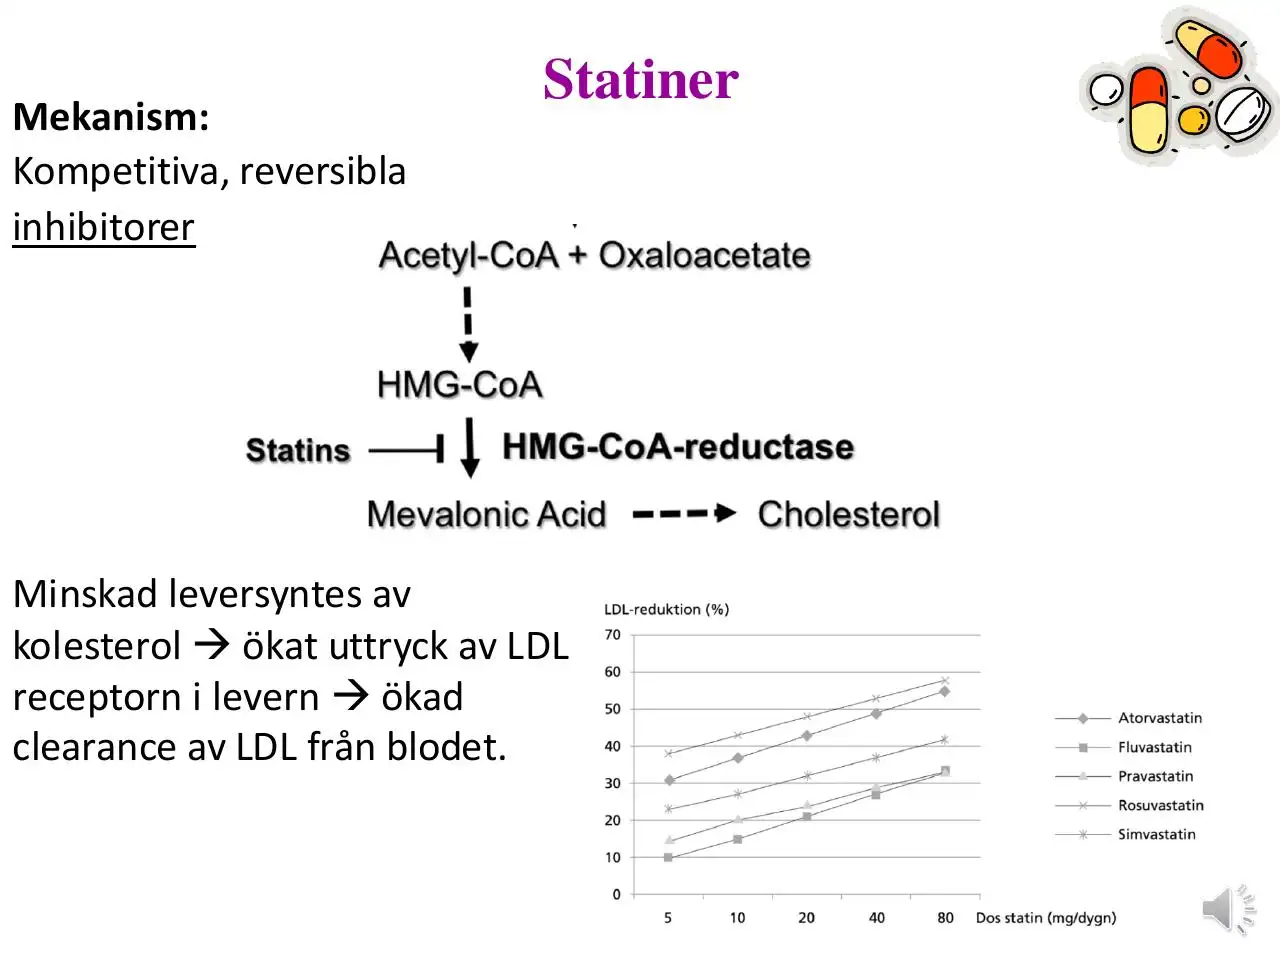 Statiner
Mekanism:
Kompetitiva, reversibla
inhibitorer
Acetyl-CoA + Oxaloacetate
HMG-CoA
Statins
HMG-CoA-reductase
Mevalonic Acid
Cholesterol
Minskad leversyntes av
kolesterol → ökat uttryck av LDL
receptorn i levern → ökad
clearance av LDL från blodet.
LDL-reduktion (%)
70
60
50
40
30
20
10
0
5 10 20 40 80 Dos statin (mg/dygn)
Atorvastatin
Fluvastatin
Pravastatin
Rosuvastatin
Simvastatin